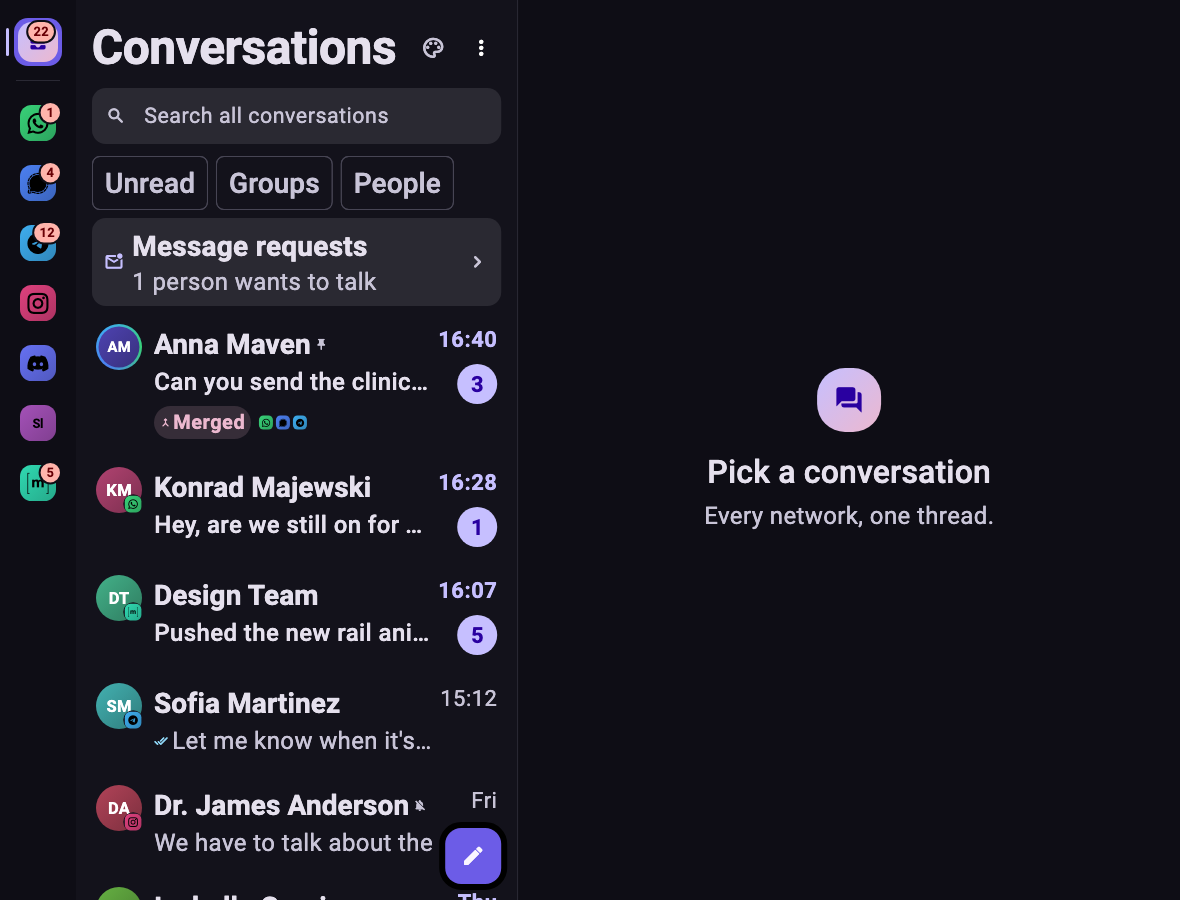 22
Conversations
1
Search all conversations
4
Unread
Groups
People
12
Message requests
1 person wants to talk
AM
Anna Maven
16:40
Can you send the clinic…
3
Merged
SI
[m]
5
KM
Konrad Majewski
16:28
Hey, are we still on for …
1
DT
Design Team
16:07
Pushed the new rail ani…
5
SM
Sofia Martinez
15:12
Let me know when it's…
DA
Dr. James Anderson
Fri
We have to talk about the
Thu
Pick a conversation
Every network, one thread.